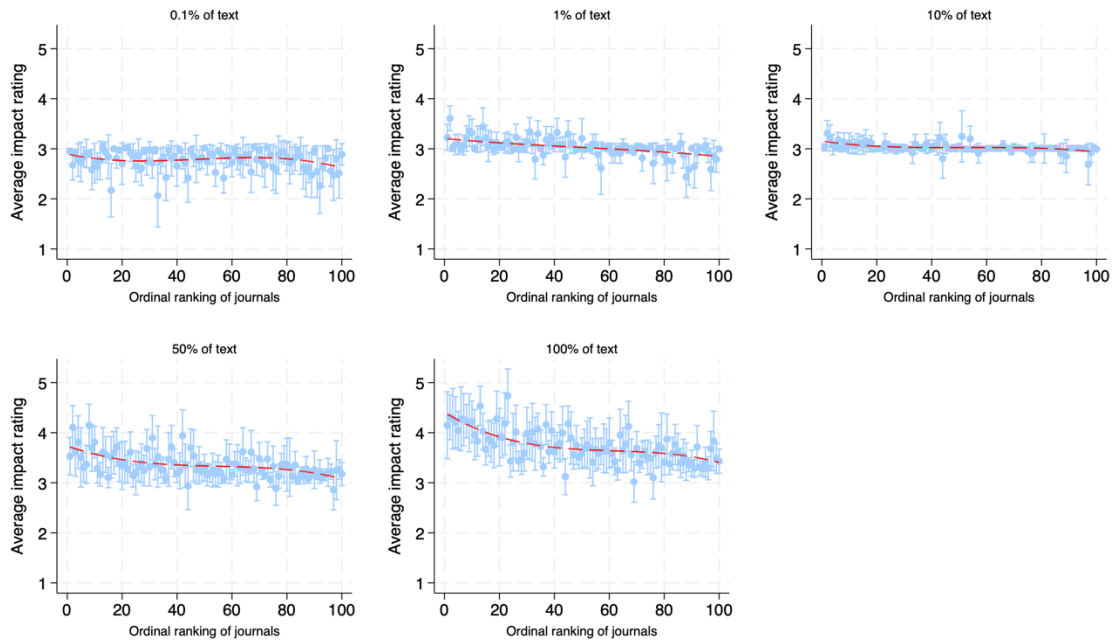 0.1% of text
Average impact rating
5
4
3
2
1
0 20 40 60 80 100
Ordinal ranking of journals
1% of text
Average impact rating
5
4
3
2
1
0 20 40 60 80 100
Ordinal ranking of journals
10% of text
Average impact rating
5
4
3
2
1
0 20 40 60 80 100
Ordinal ranking of journals
50% of text
Average impact rating
5
4
3
2
1
0 20 40 60 80 100
Ordinal ranking of journals
100% of text
Average impact rating
5
4
3
2
1
0 20 40 60 80 100
Ordinal ranking of journals